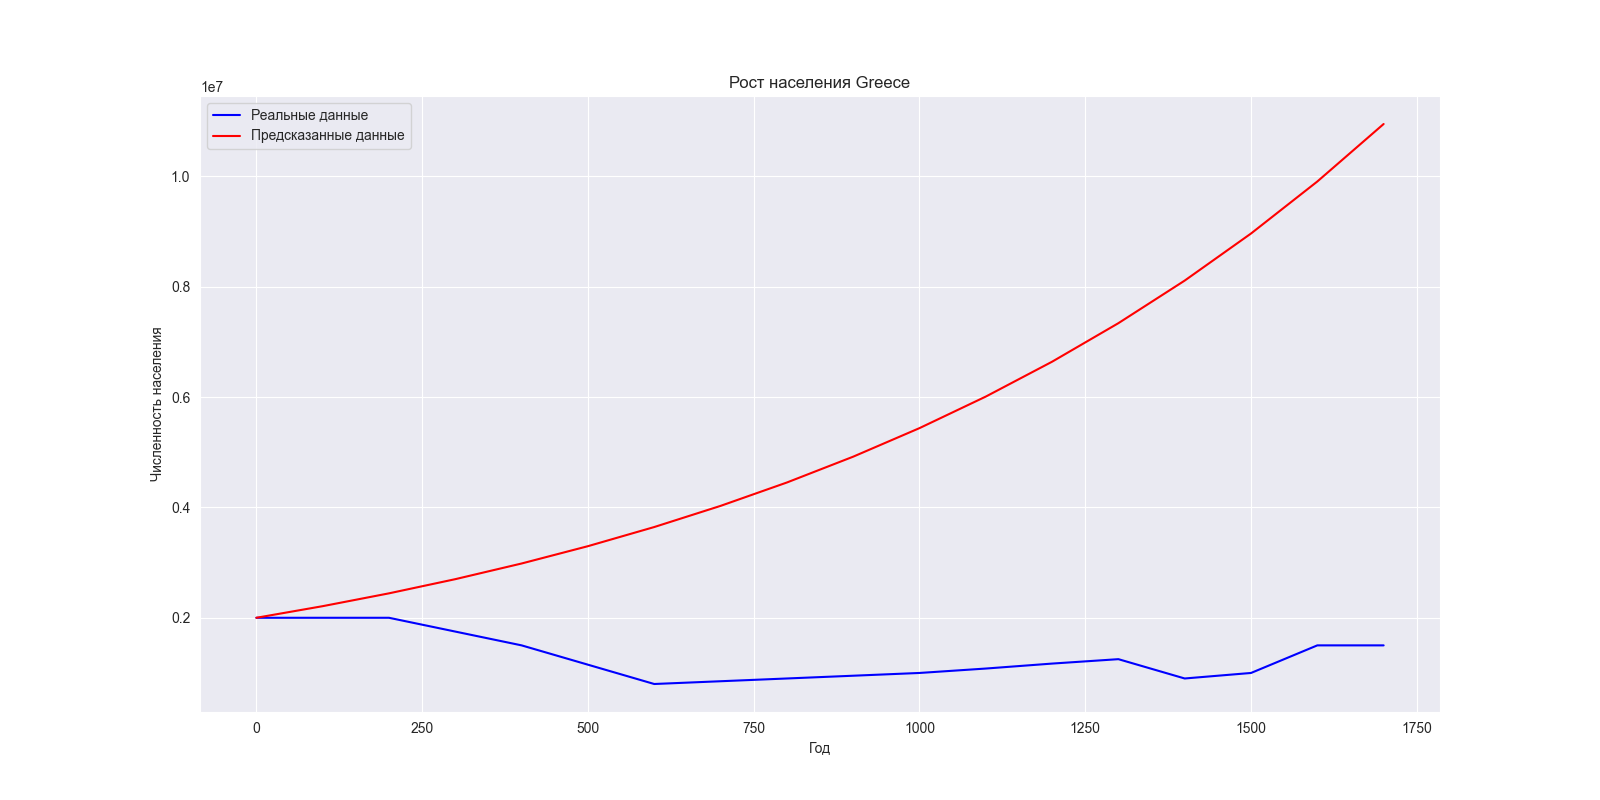 Рост населения Greece
1e7
Реальные данные
Предсказанные данные
1.0
0.8
0.6
0.4
0.2
Численность населения
0 250 500 750 1000 1250 1500 1750
Год